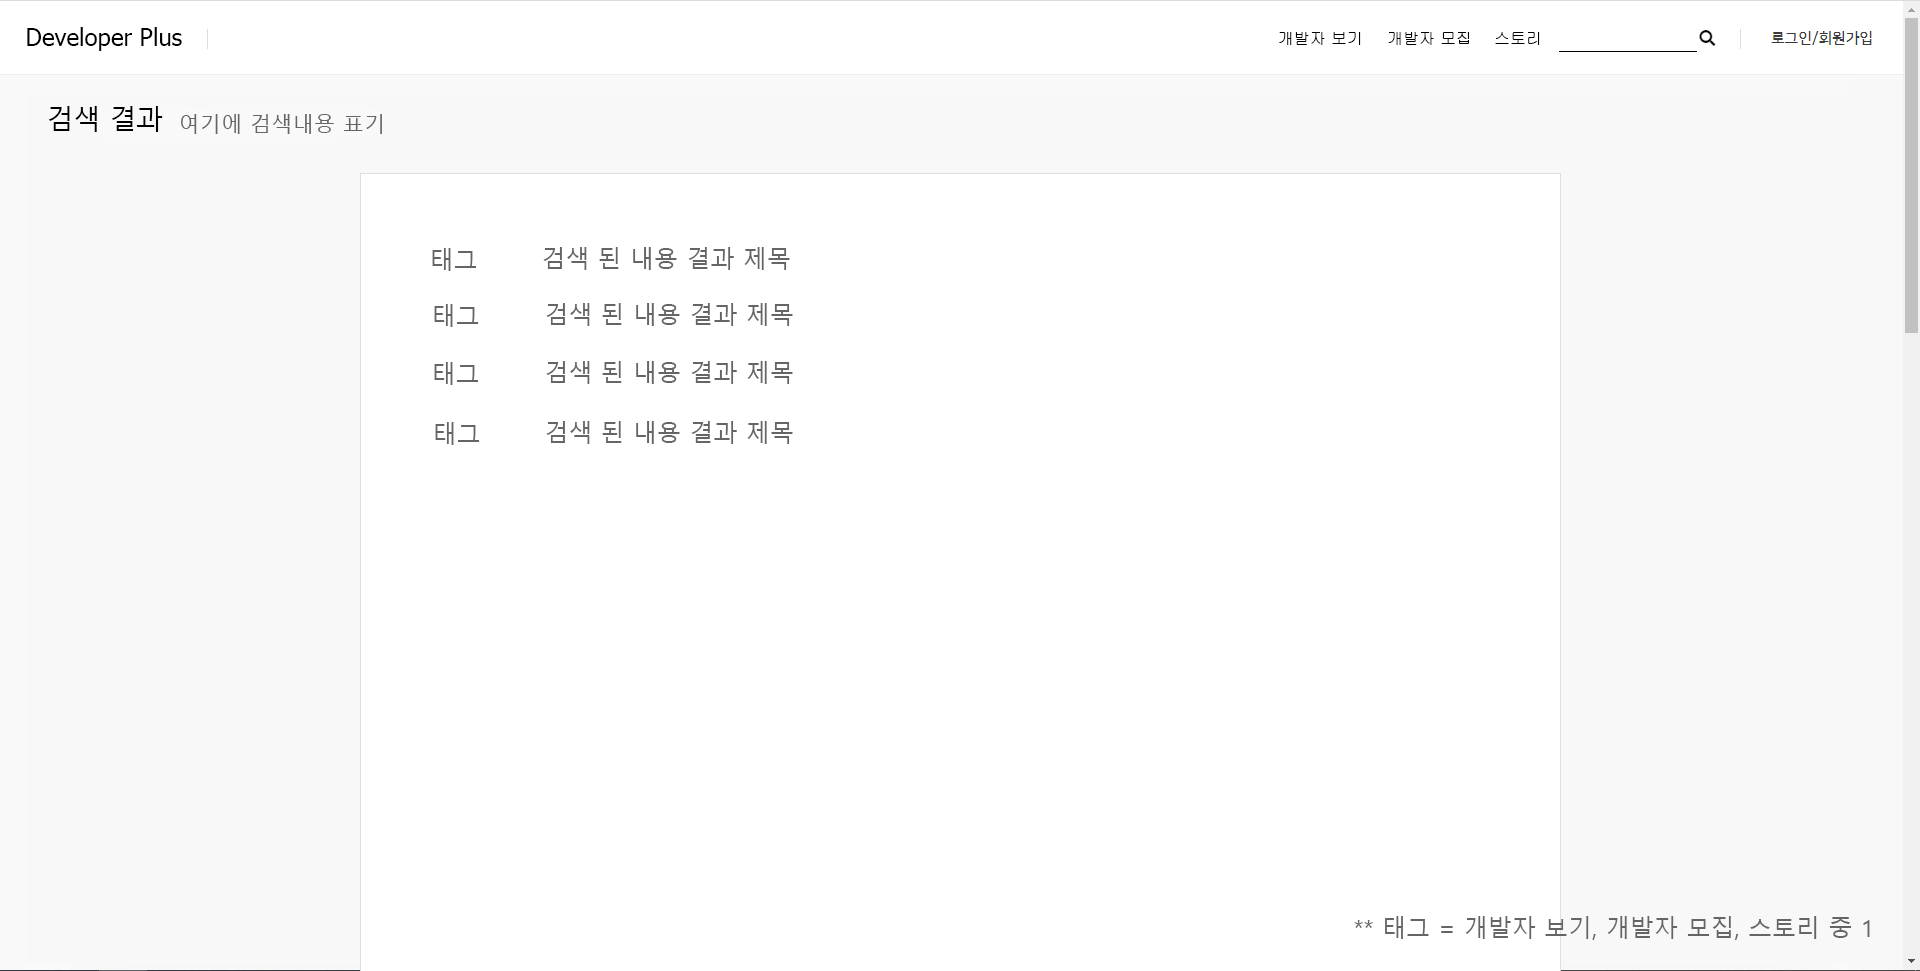 Developer Plus
개발자 보기 개발자 모집 스토리 로그인/회원가입
검색 결과 여기에 검색내용 표기
태그 검색 된 내용 결과 제목
태그 검색 된 내용 결과 제목
태그 검색 된 내용 결과 제목
태그 검색 된 내용 결과 제목
** 태그 = 개발자 보기, 개발자 모집, 스토리 중 1